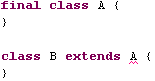 final class A {
}
class B extends A {
}